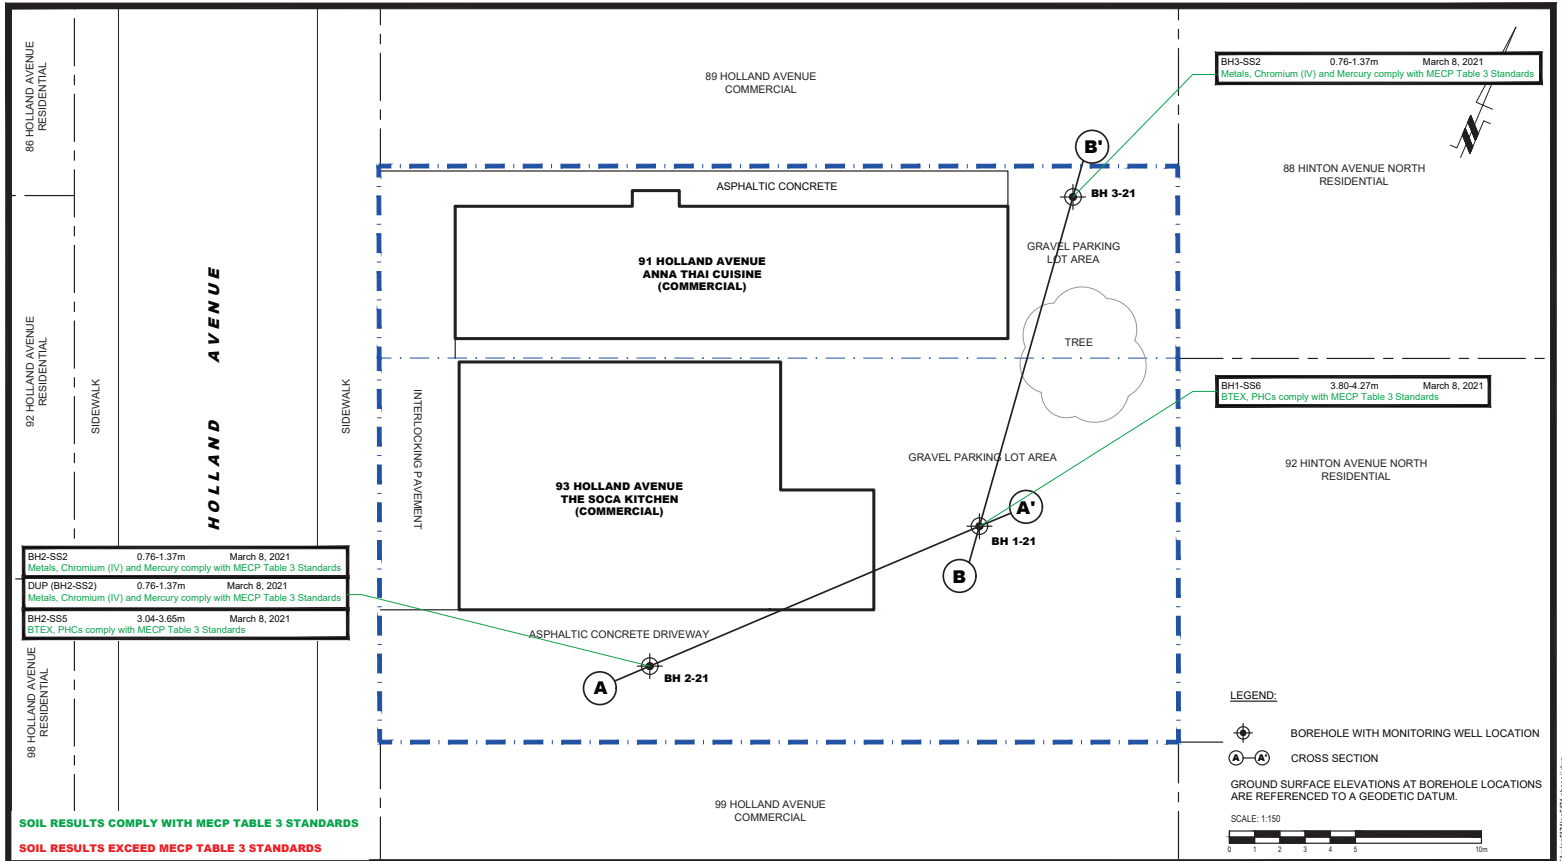 86 HOLLAND AVENUE
RESIDENTIAL
92 HOLLAND AVENUE
RESIDENTIAL
98 HOLLAND AVENUE
RESIDENTIAL
SIDEWALK
HOLLAND AVENUE
SIDEWALK
89 HOLLAND AVENUE
COMMERCIAL
BH3-SS2 0.76-1.37m March 8, 2021
Metals, Chromium (IV) and Mercury comply with MECP Table 3 Standards
N
88 HINTON AVENUE NORTH
RESIDENTIAL
B'
ASPHALTIC CONCRETE
BH 3-21
91 HOLLAND AVENUE
ANNA THAI CUISINE
(COMMERCIAL)
GRAVEL PARKING
LOT AREA
TREE
INTERLOCKING PAVEMENT
BH1-SS6 3.80-4.27m March 8, 2021
BTEX, PHCs comply with MECP Table 3 Standards
GRAVEL PARKING LOT AREA
92 HINTON AVENUE NORTH
RESIDENTIAL
93 HOLLAND AVENUE
THE SOCA KITCHEN
(COMMERCIAL)
A'
BH 1-21
B
BH2-SS2 0.76-1.37m March 8, 2021
Metals, Chromium (IV) and Mercury comply with MECP Table 3 Standards
DUP (BH2-SS2) 0.76-1.37m March 8, 2021
Metals, Chromium (IV) and Mercury comply with MECP Table 3 Standards
BH2-SS5 3.04-3.65m March 8, 2021
BTEX, PHCs comply with MECP Table 3 Standards
ASPHALTIC CONCRETE DRIVEWAY
BH 2-21
A
99 HOLLAND AVENUE
COMMERCIAL
LEGEND:
BOREHOLE WITH MONITORING WELL LOCATION
A A' CROSS SECTION
GROUND SURFACE ELEVATIONS AT BOREHOLE LOCATIONS
ARE REFERENCED TO A GEODETIC DATUM.
SCALE: 1:150
0 1 2 3 4 5 10m
SOIL RESULTS COMPLY WITH MECP TABLE 3 STANDARDS
SOIL RESULTS EXCEED MECP TABLE 3 STANDARDS